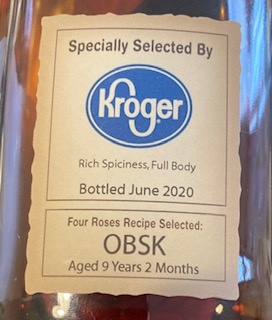 Specially Selected By
Kroger
Rich Spiciness, Full Body
Bottled June 2020
Four Roses Recipe Selected:
OBSK
Aged 9 Years 2 Months